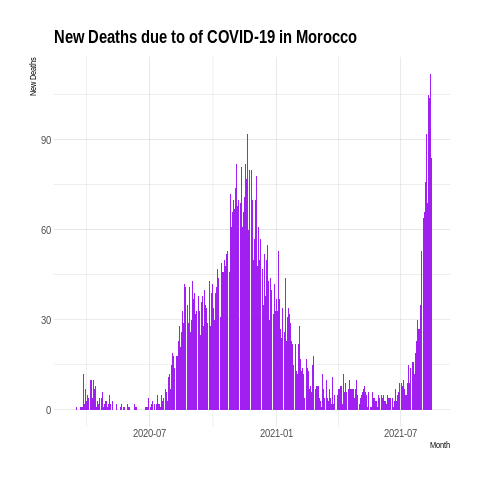 New Deaths due to of COVID-19 in Morocco
New Deaths
90
60
30
0
2020-07
2021-01
2021-07
Month